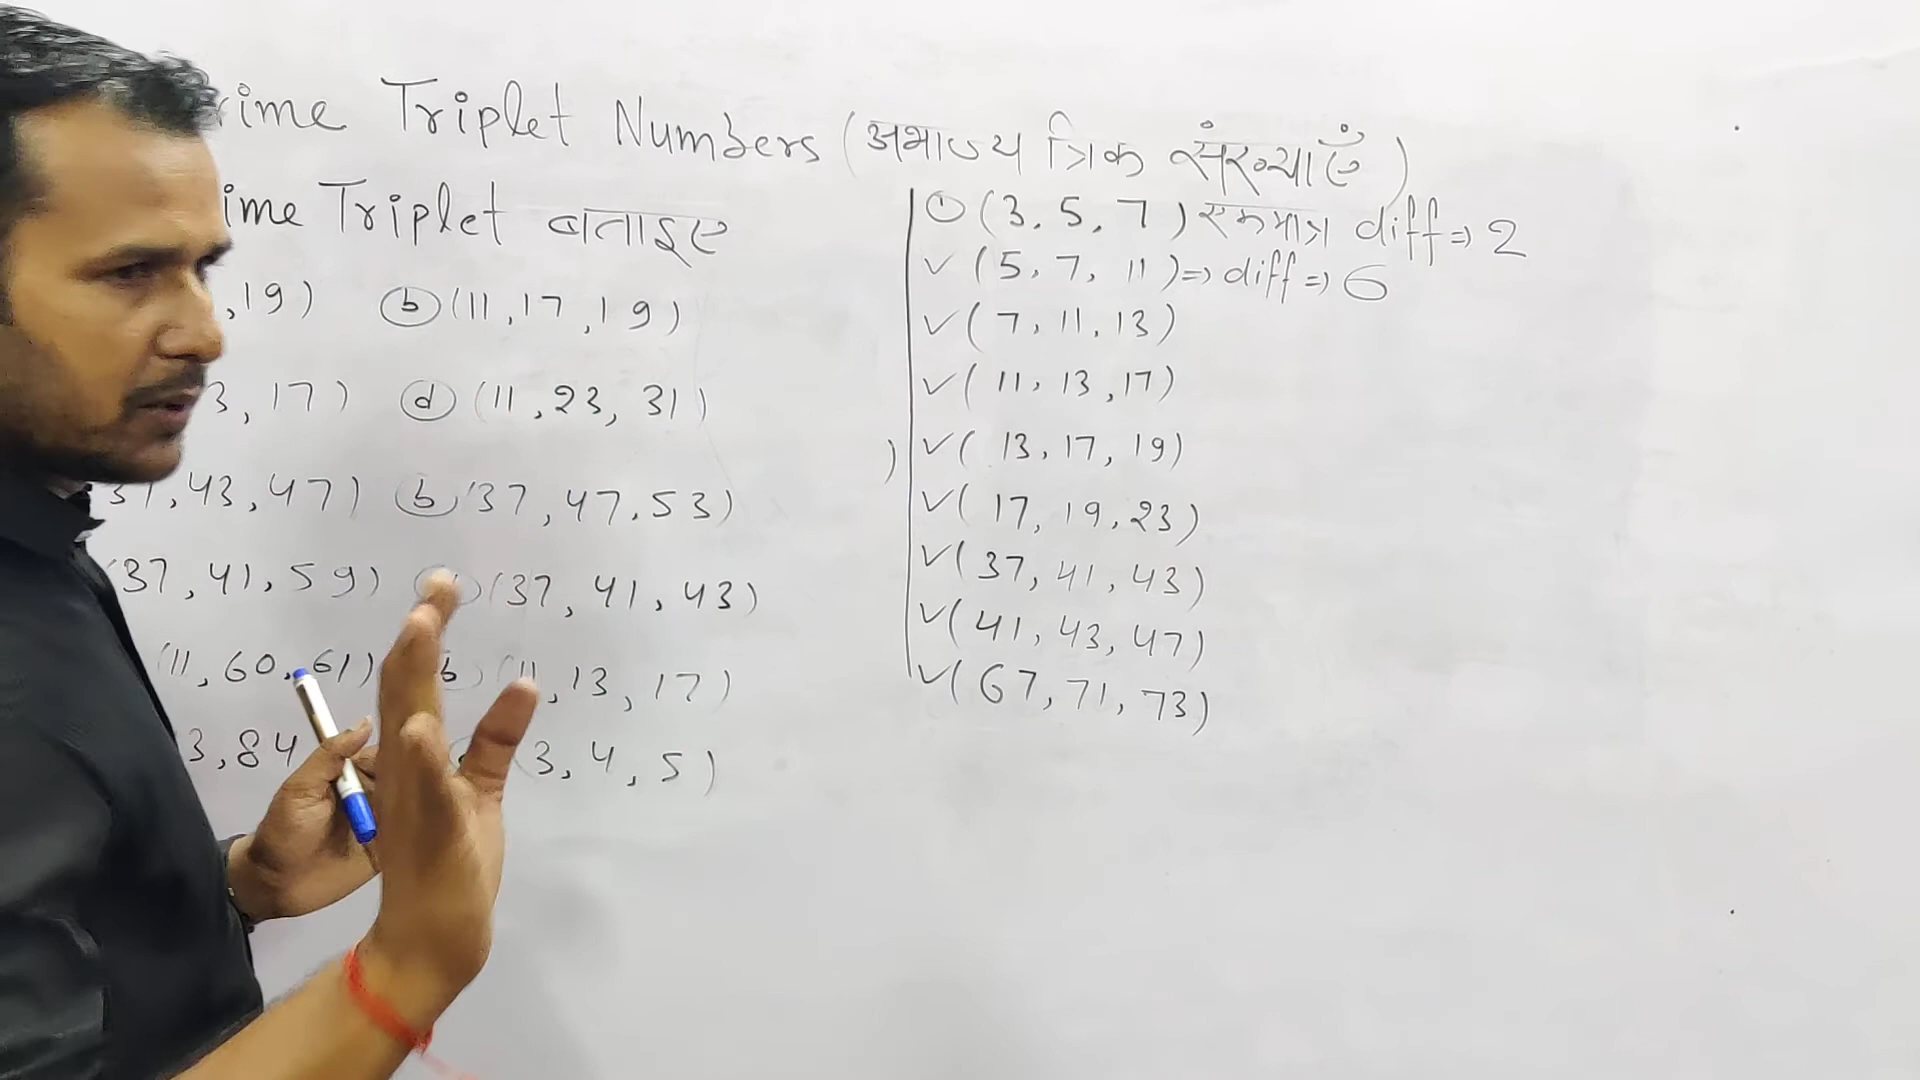 rime Triplet Numbers (अभाज्य त्रिक संख्याएँ)
ime Triplet बताइए
,19) (b) (11,17,19)
3, 17) (d) (11, 23, 31)
,43,47) (b) (37, 47, 53)
(37, 41, 59) (37, 41, 43)
(11, 60, 61) b) , 13, 17)
3, 84 (3, 4, 5)
)
① (3, 5, 7) एकमात्र diff ⇒ 2
✓ (5, 7, 11) ⇒ diff ⇒ 6
✓ (7, 11, 13)
✓ (11, 13, 17)
✓ (13, 17, 19)
✓ (17, 19, 23)
✓ (37, 41, 43)
✓ (41, 43, 47)
✓ (67, 71, 73)